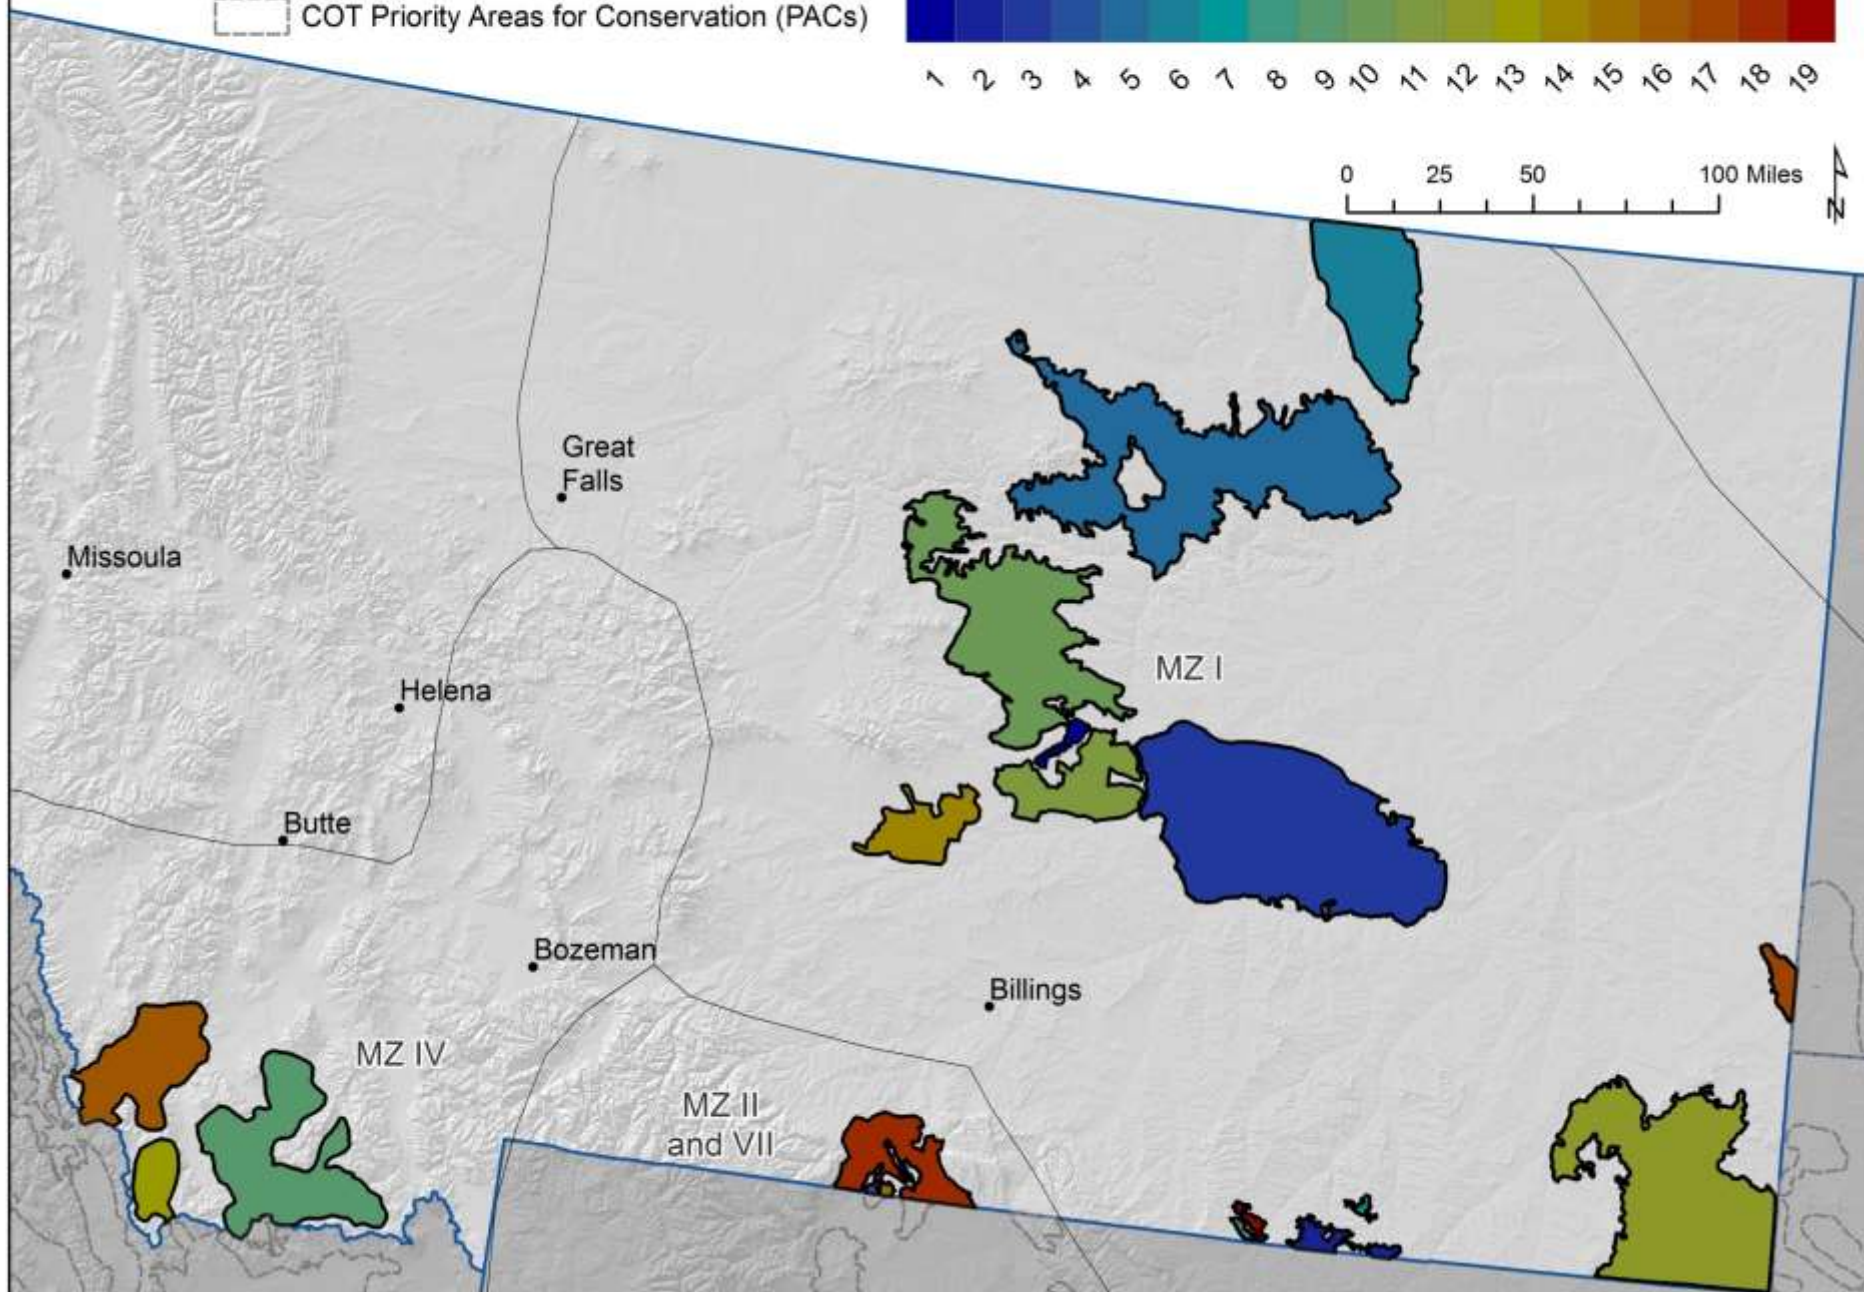 COT Priority Areas for Conservation (PACs)
1 2 3 4 5 6 7 8 9 10 11 12 13 14 15 16 17 18 19
0 25 50 100 Miles
N
Great
Falls
Missoula
MZ I
Helena
Butte
Bozeman
Billings
MZ IV
MZ II
and VII